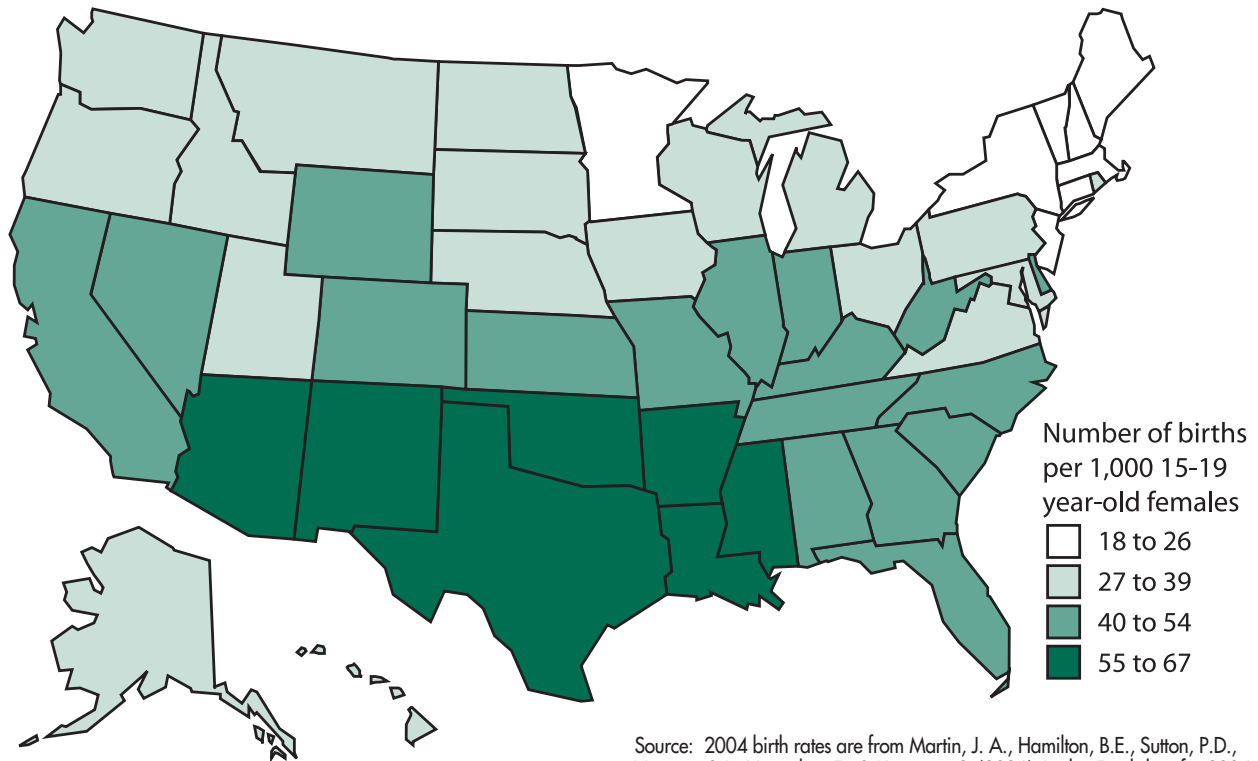 Number of births
per 1,000 15-19
year-old females
18 to 26
27 to 39
40 to 54
55 to 67
Source: 2004 birth rates are from Martin, J. A., Hamilton, B.E., Sutton, P.D.,